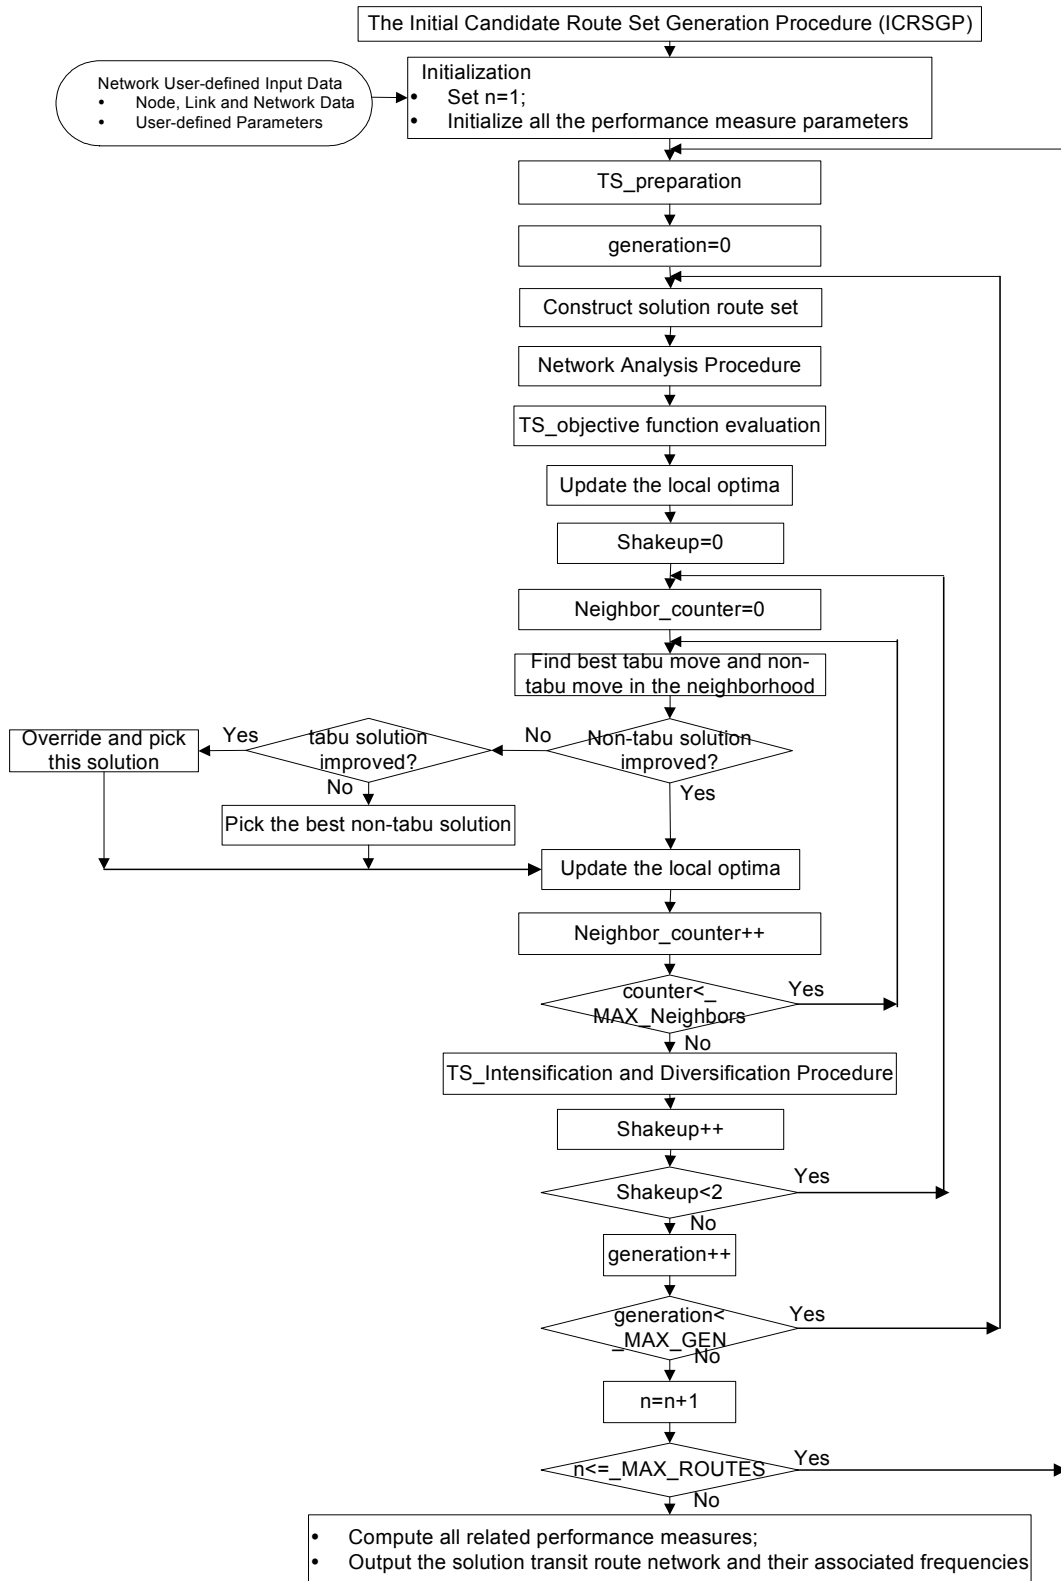 The Initial Candidate Route Set Generation Procedure (ICRSGP)
Network User-defined Input Data
• Node, Link and Network Data
• User-defined Parameters
Initialization
• Set n=1;
• Initialize all the performance measure parameters
TS_preparation
generation=0
Construct solution route set
Network Analysis Procedure
TS_objective function evaluation
Update the local optima
Shakeup=0
Neighbor_counter=0
Find best tabu move and non-
tabu move in the neighborhood
Override and pick
this solution
Yes
tabu solution
improved?
No
Non-tabu solution
improved?
No
Yes
Pick the best non-tabu solution
Update the local optima
Neighbor_counter++
counter<_
MAX_Neighbors
Yes
No
TS_Intensification and Diversification Procedure
Shakeup++
Shakeup<2
Yes
No
generation++
generation<
_MAX_GEN
Yes
No
n=n+1
n<=_MAX_ROUTES
Yes
No
• Compute all related performance measures;
• Output the solution transit route network and their associated frequencies